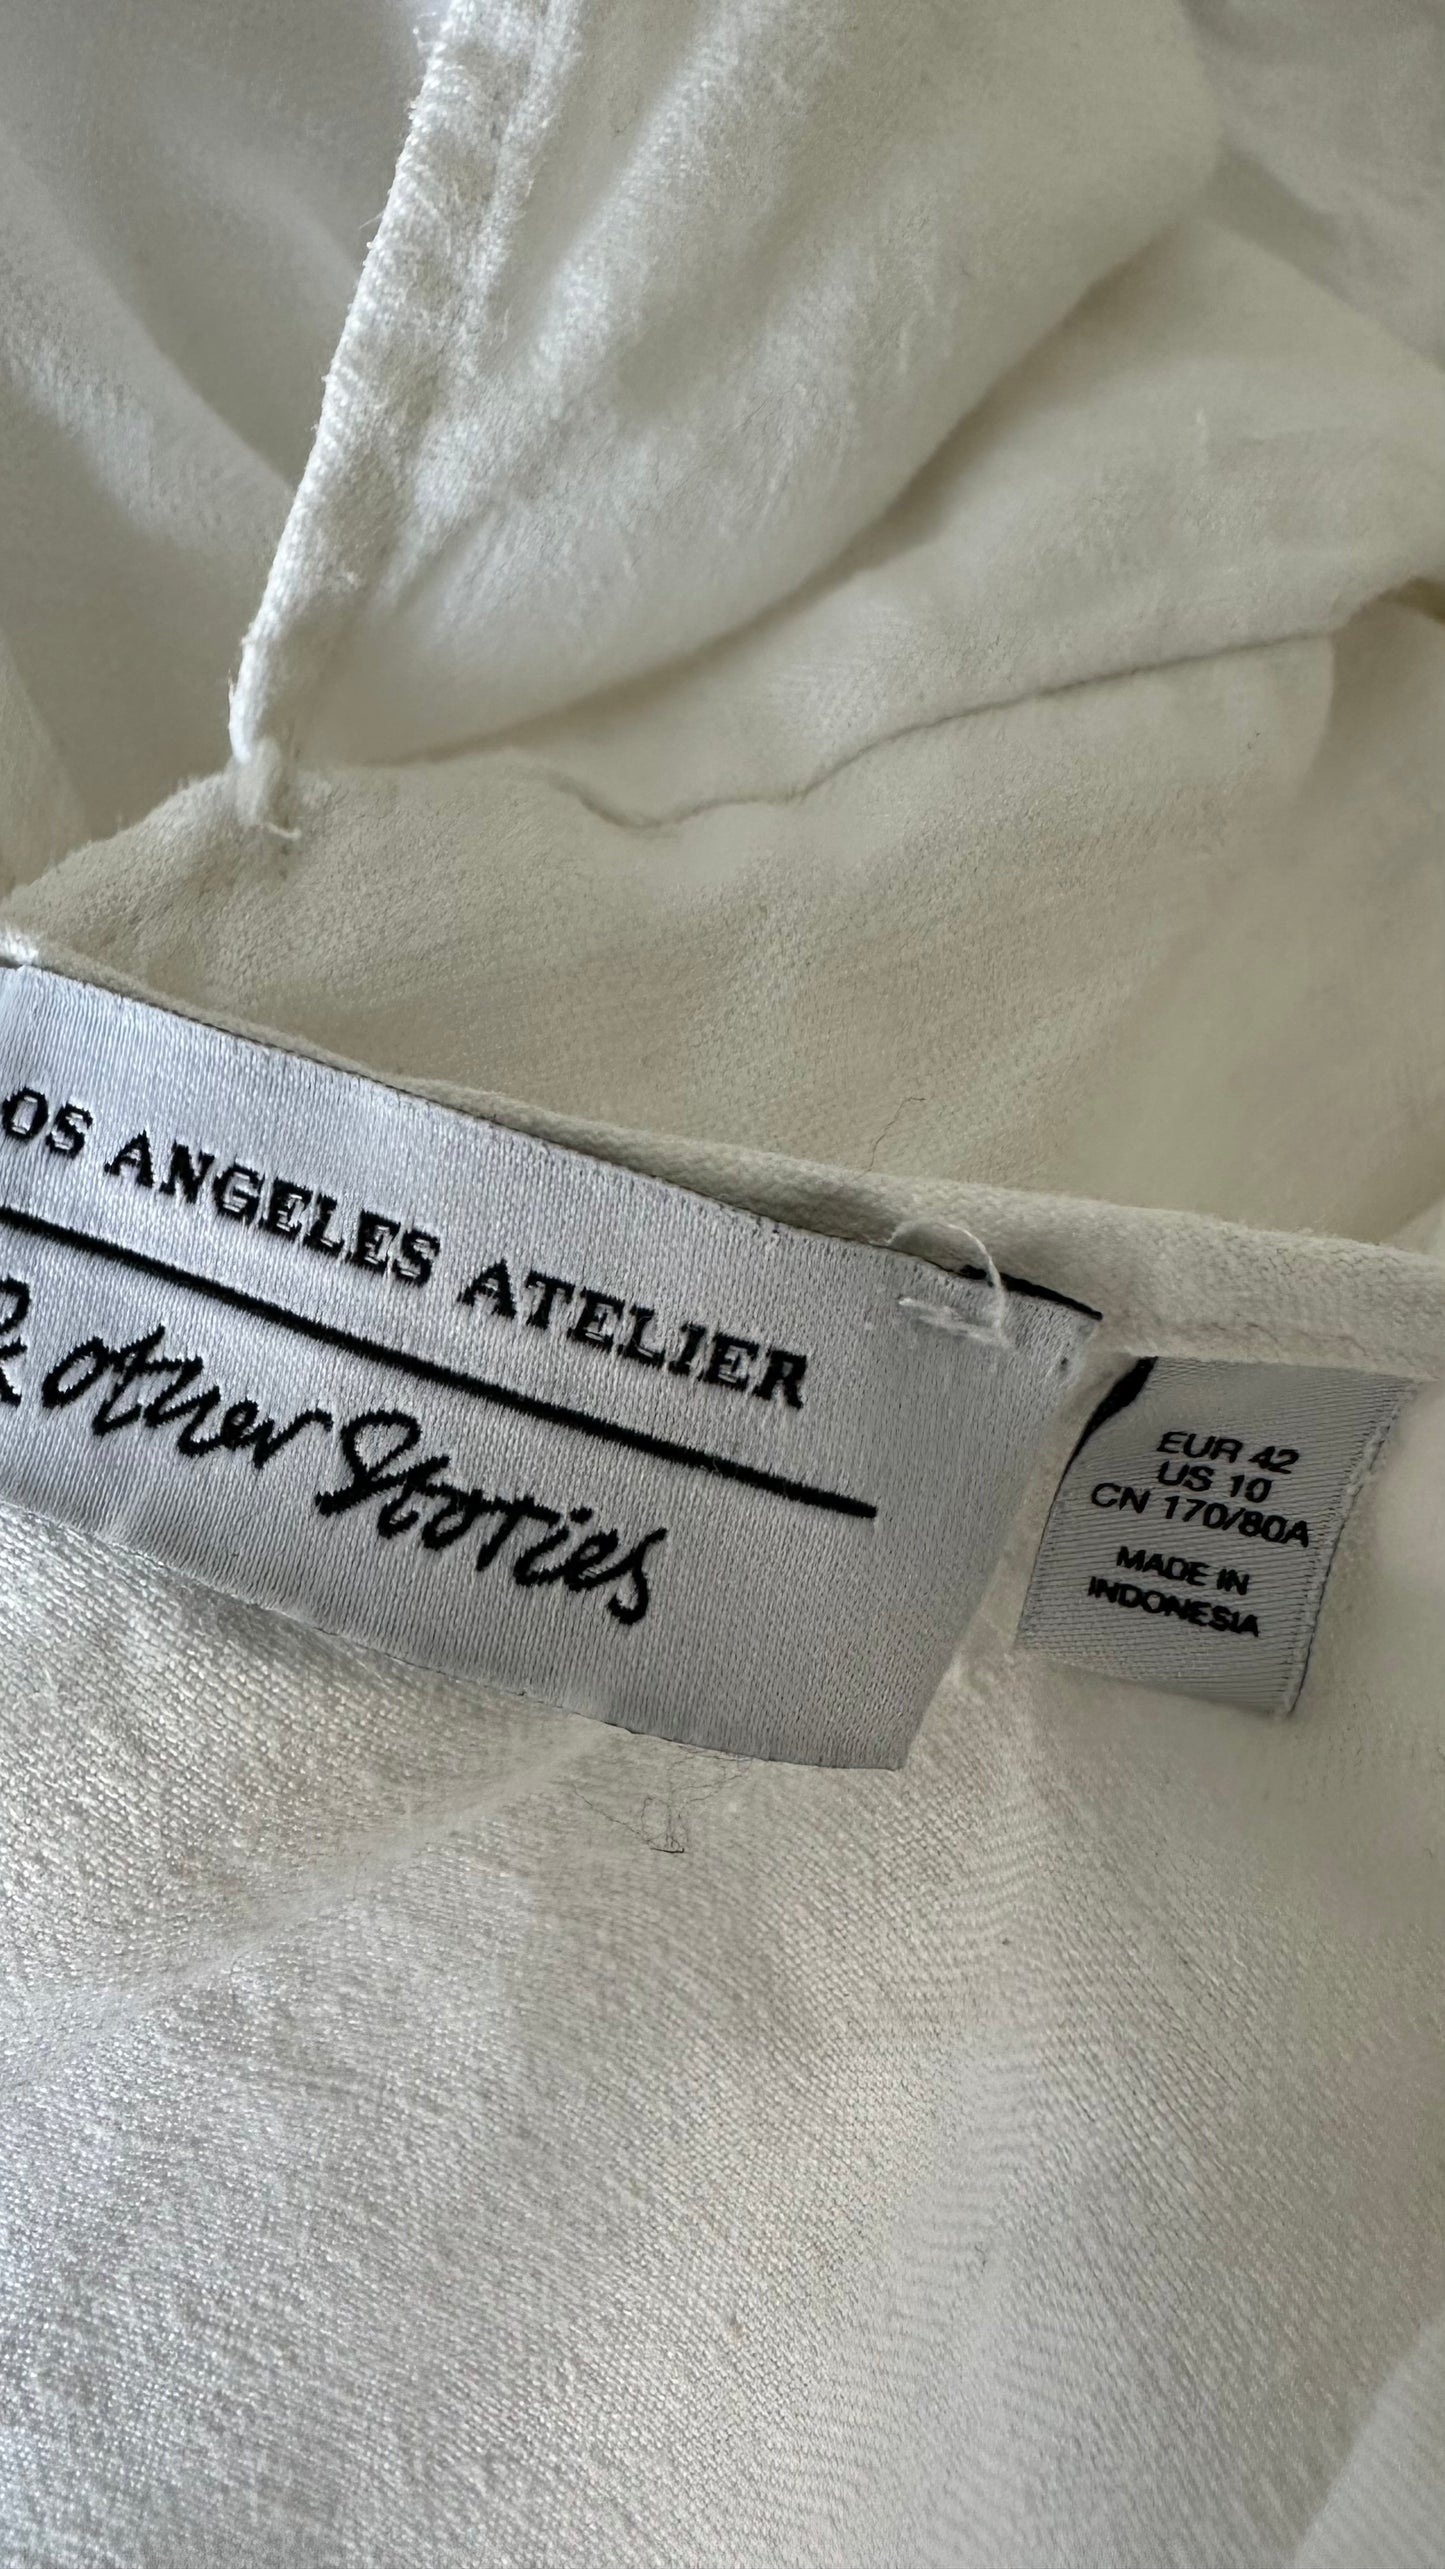 OS ANGELES ATELIER
& other Stories
EUR 42
US 10
CN 170/80A
MADE IN
INDONESIA